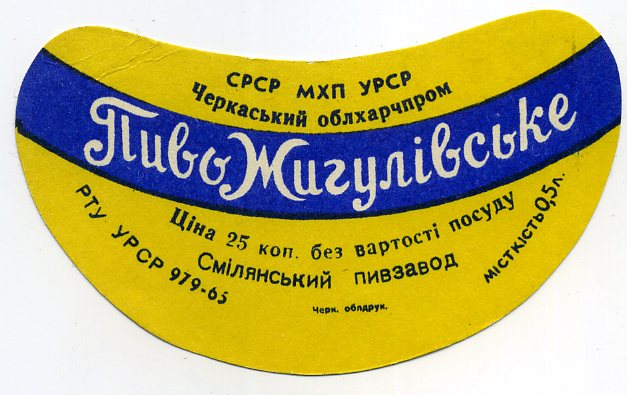 СРСР МХП УРСР
Черкаський облхарчпром
Пиво Жигулівське
Ціна 25 коп. без вартості посуду
РТУ УРСР 979-65
Смілянський пивзавод
місткість 0,5 л.
Черк. облдрук.